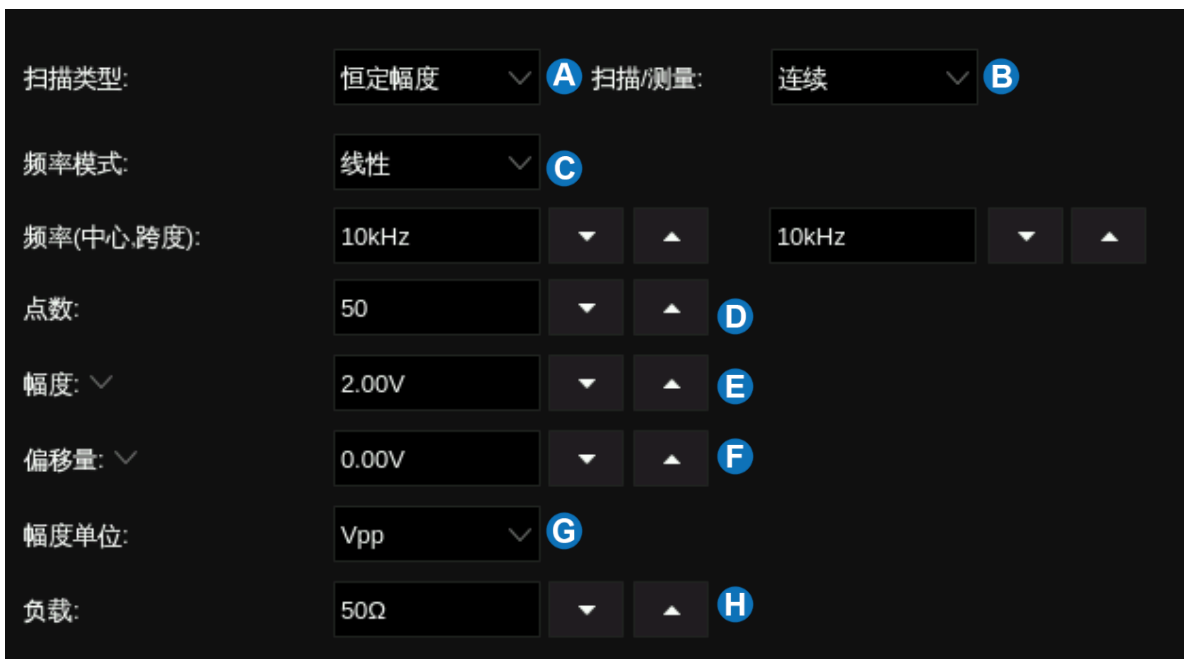 扫描类型: 恒定幅度 A 扫描/测量: 连续 B
频率模式: 线性 C
频率(中心,跨度): 10kHz 10kHz
点数: 50 D
幅度: 2.00V E
偏移量: 0.00V F
幅度单位: Vpp G
负载: 50Ω H